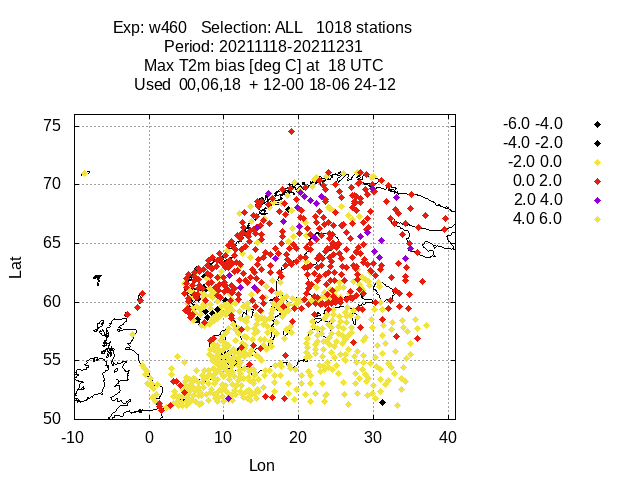 Exp: w460   Selection: ALL   1018 stations
Period: 20211118-20211231
Max T2m bias [deg C] at  18 UTC
Used  00,06,18  + 12-00 18-06 24-12
-6.0 -4.0
-4.0 -2.0
-2.0 0.0
0.0 2.0
2.0 4.0
4.0 6.0
75
70
65
60
55
50
Lat
-10 0 10 20 30 40
Lon